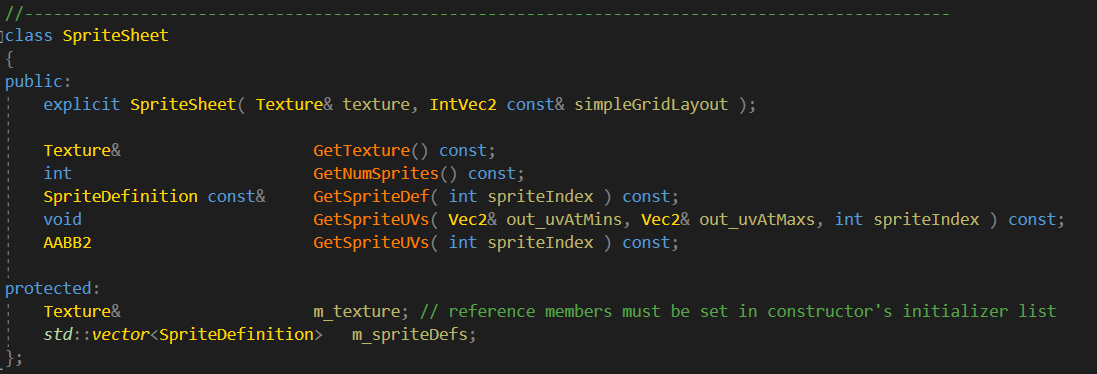 //------------------------------------------------------------------------------------------------
class SpriteSheet
{
public:
    explicit SpriteSheet( Texture& texture, IntVec2 const& simpleGridLayout );

    Texture&                    GetTexture() const;
    int                         GetNumSprites() const;
    SpriteDefinition const&     GetSpriteDef( int spriteIndex ) const;
    void                        GetSpriteUVs( Vec2& out_uvAtMins, Vec2& out_uvAtMaxs, int spriteIndex ) const;
    AABB2                       GetSpriteUVs( int spriteIndex ) const;

protected:
    Texture&                    m_texture; // reference members must be set in constructor's initializer list
    std::vector<SpriteDefinition>   m_spriteDefs;
};